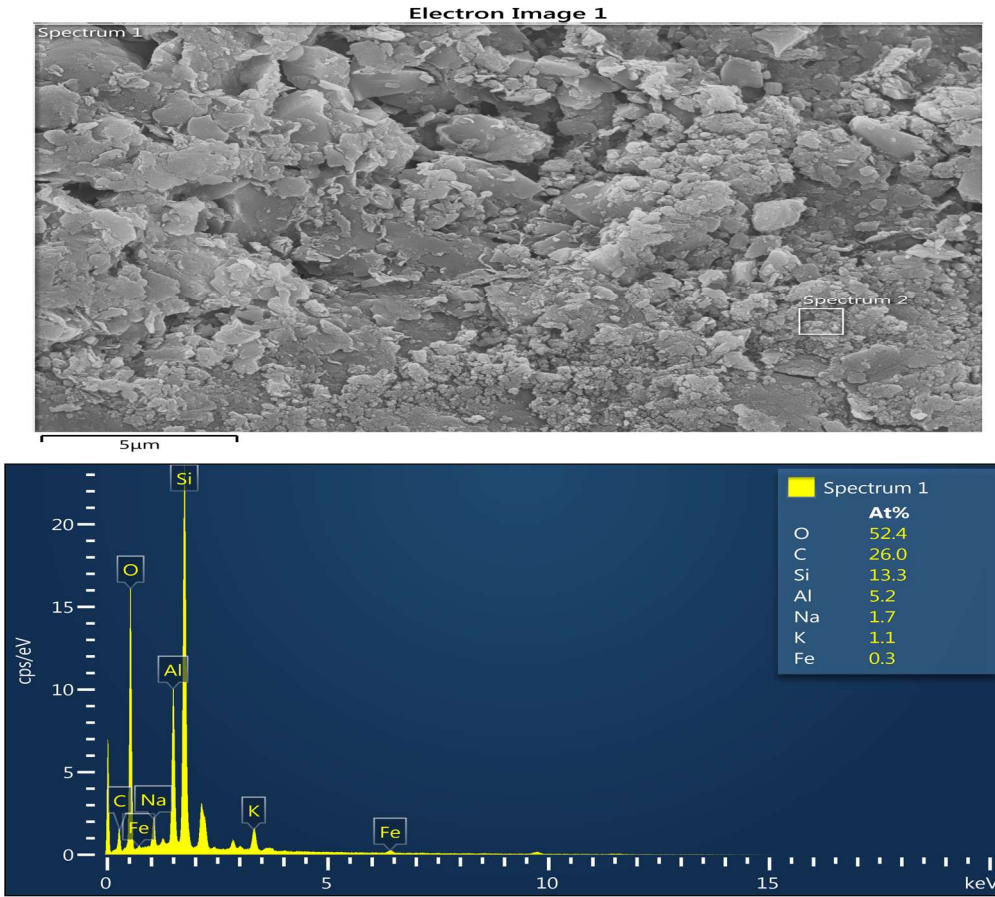 Electron Image 1
Spectrum 1
Spectrum 2
5μm
Spectrum 1
At%
O 52.4
C 26.0
Si 13.3
Al 5.2
Na 1.7
K 1.1
Fe 0.3
cps/eV
20
15
10
5
0
Si
O
Al
C
Na
Fe
K
Fe
0
5
10
15
keV